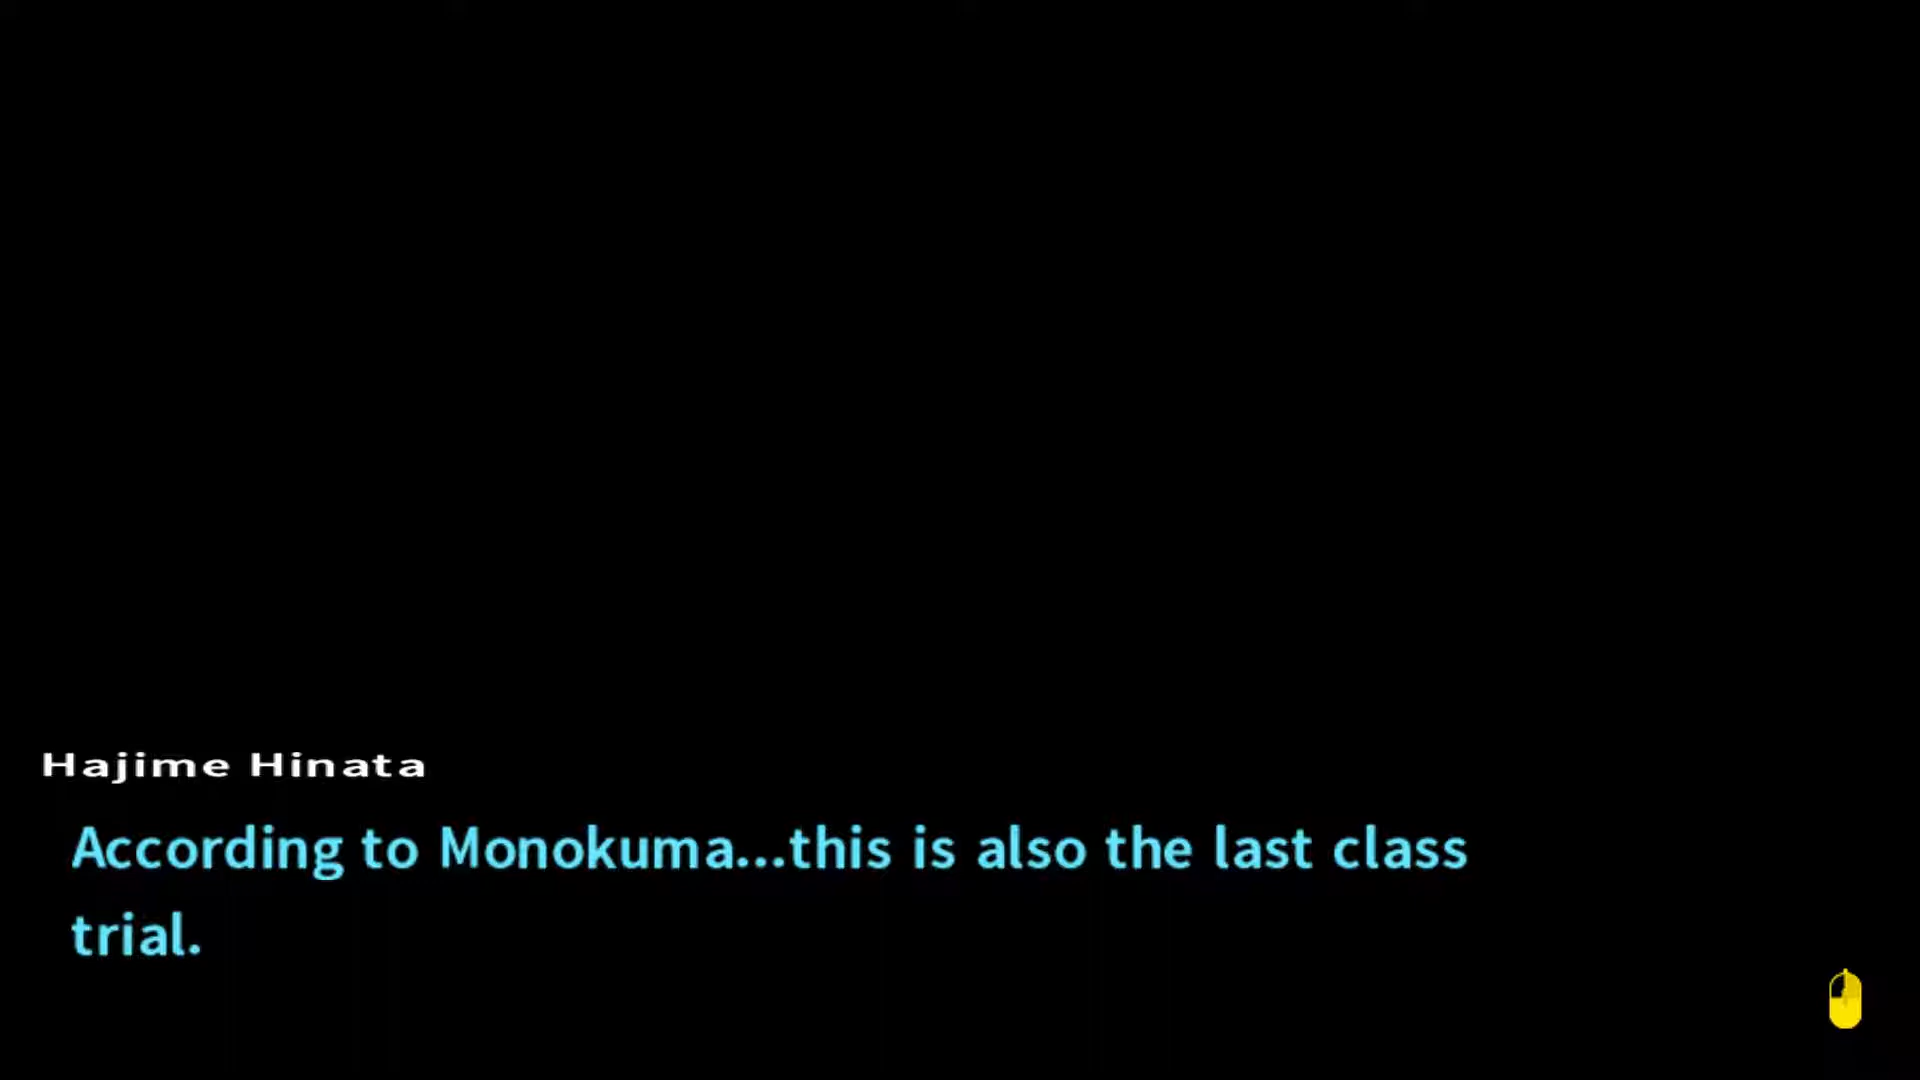 Hajime Hinata
According to Monokuma...this is also the last class
trial.